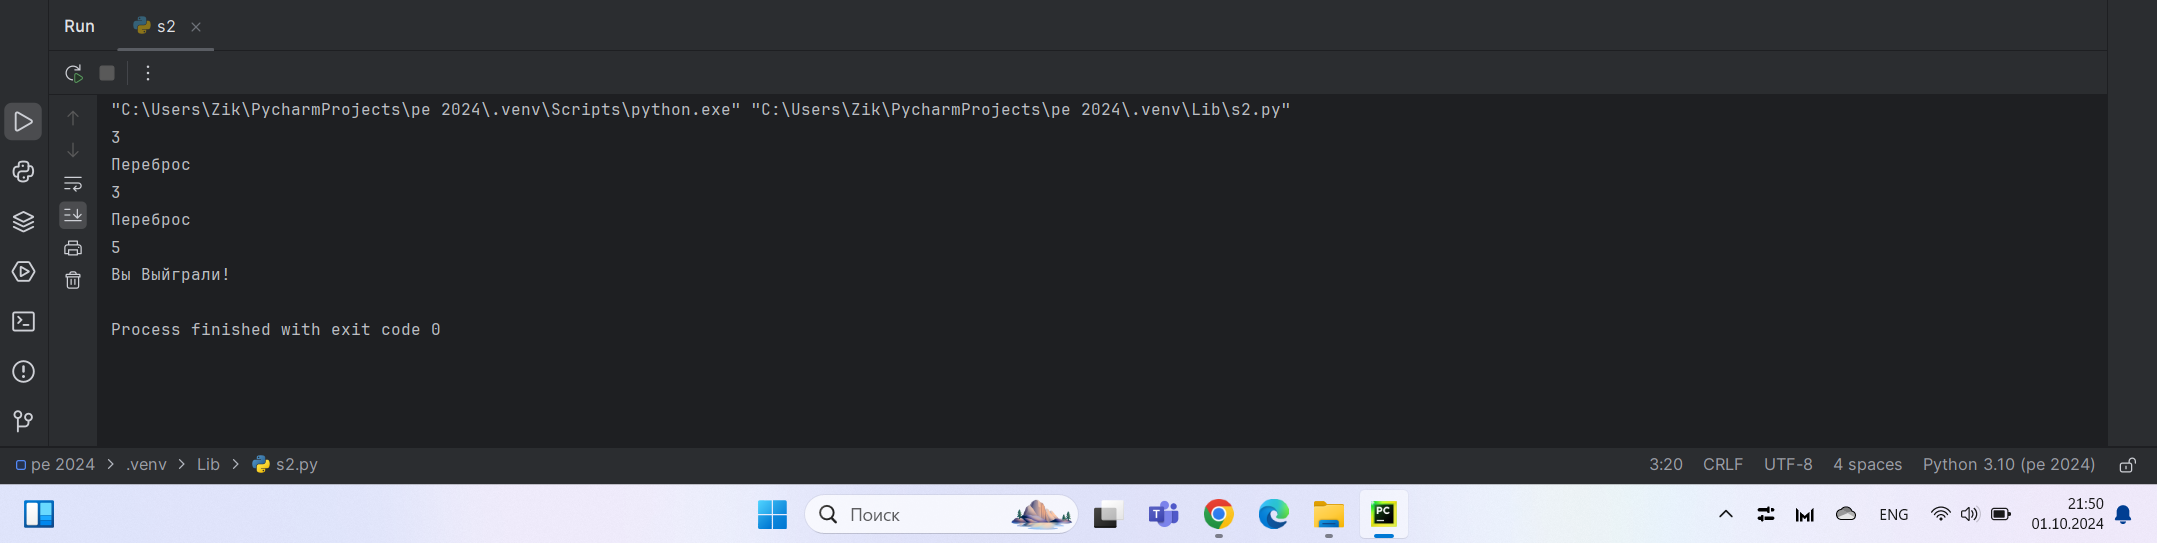 Run s2
"C:\Users\Zik\PycharmProjects\pe 2024\.venv\Scripts\python.exe" "C:\Users\Zik\PycharmProjects\pe 2024\.venv\Lib\s2.py"
3
Переброс
3
Переброс
5
Вы Выйграли!
Process finished with exit code 0
pe 2024 > .venv > Lib > s2.py 3:20 CRLF UTF-8 4 spaces Python 3.10 (pe 2024)
Поиск
T
PC
ENG
21:50
01.10.2024